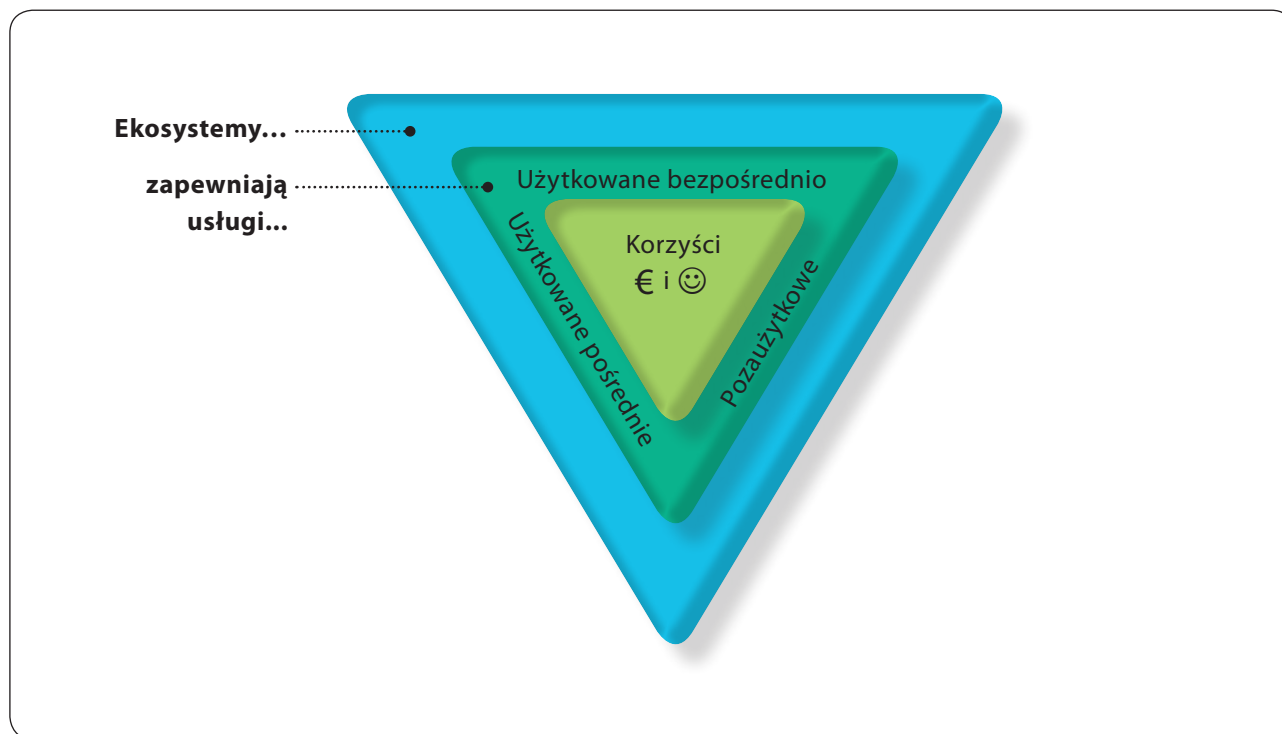 Ekosystemy...
zapewniają
usługi...
Użytkowane bezpośrednio
Użytkowane pośrednie
Pozaużytkowe
Korzyści
€ i ☺